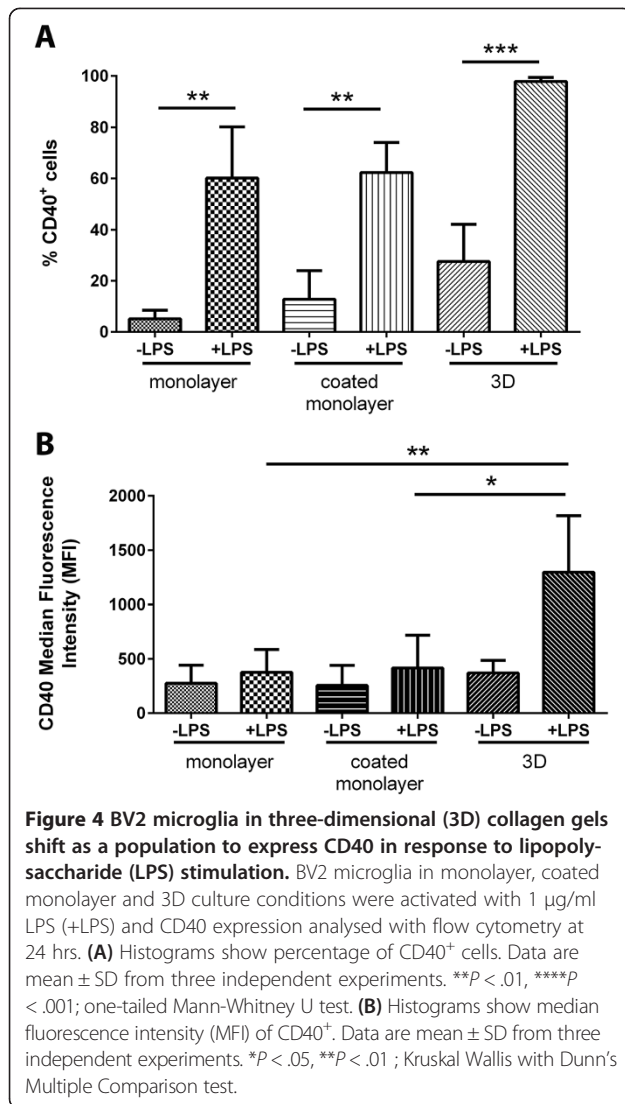 A
***
**
**
100
80
60
40
20
0
% CD40⁺ cells
-LPS +LPS -LPS +LPS -LPS +LPS
monolayer coated monolayer 3D
B
**
*
2000
1500
1000
500
0
CD40 Median Fluorescence
Intensity (MFI)
-LPS +LPS -LPS +LPS -LPS +LPS
monolayer coated monolayer 3D
Figure 4 BV2 microglia in three-dimensional (3D) collagen gels
shift as a population to express CD40 in response to lipopoly-
saccharide (LPS) stimulation. BV2 microglia in monolayer, coated
monolayer and 3D culture conditions were activated with 1 μg/ml
LPS (+LPS) and CD40 expression analysed with flow cytometry at
24 hrs. (A) Histograms show percentage of CD40⁺ cells. Data are
mean ± SD from three independent experiments. **P < .01, ****P
< .001; one-tailed Mann-Whitney U test. (B) Histograms show median
fluorescence intensity (MFI) of CD40⁺. Data are mean ± SD from three
independent experiments. *P < .05, **P < .01 ; Kruskal Wallis with Dunn's
Multiple Comparison test.